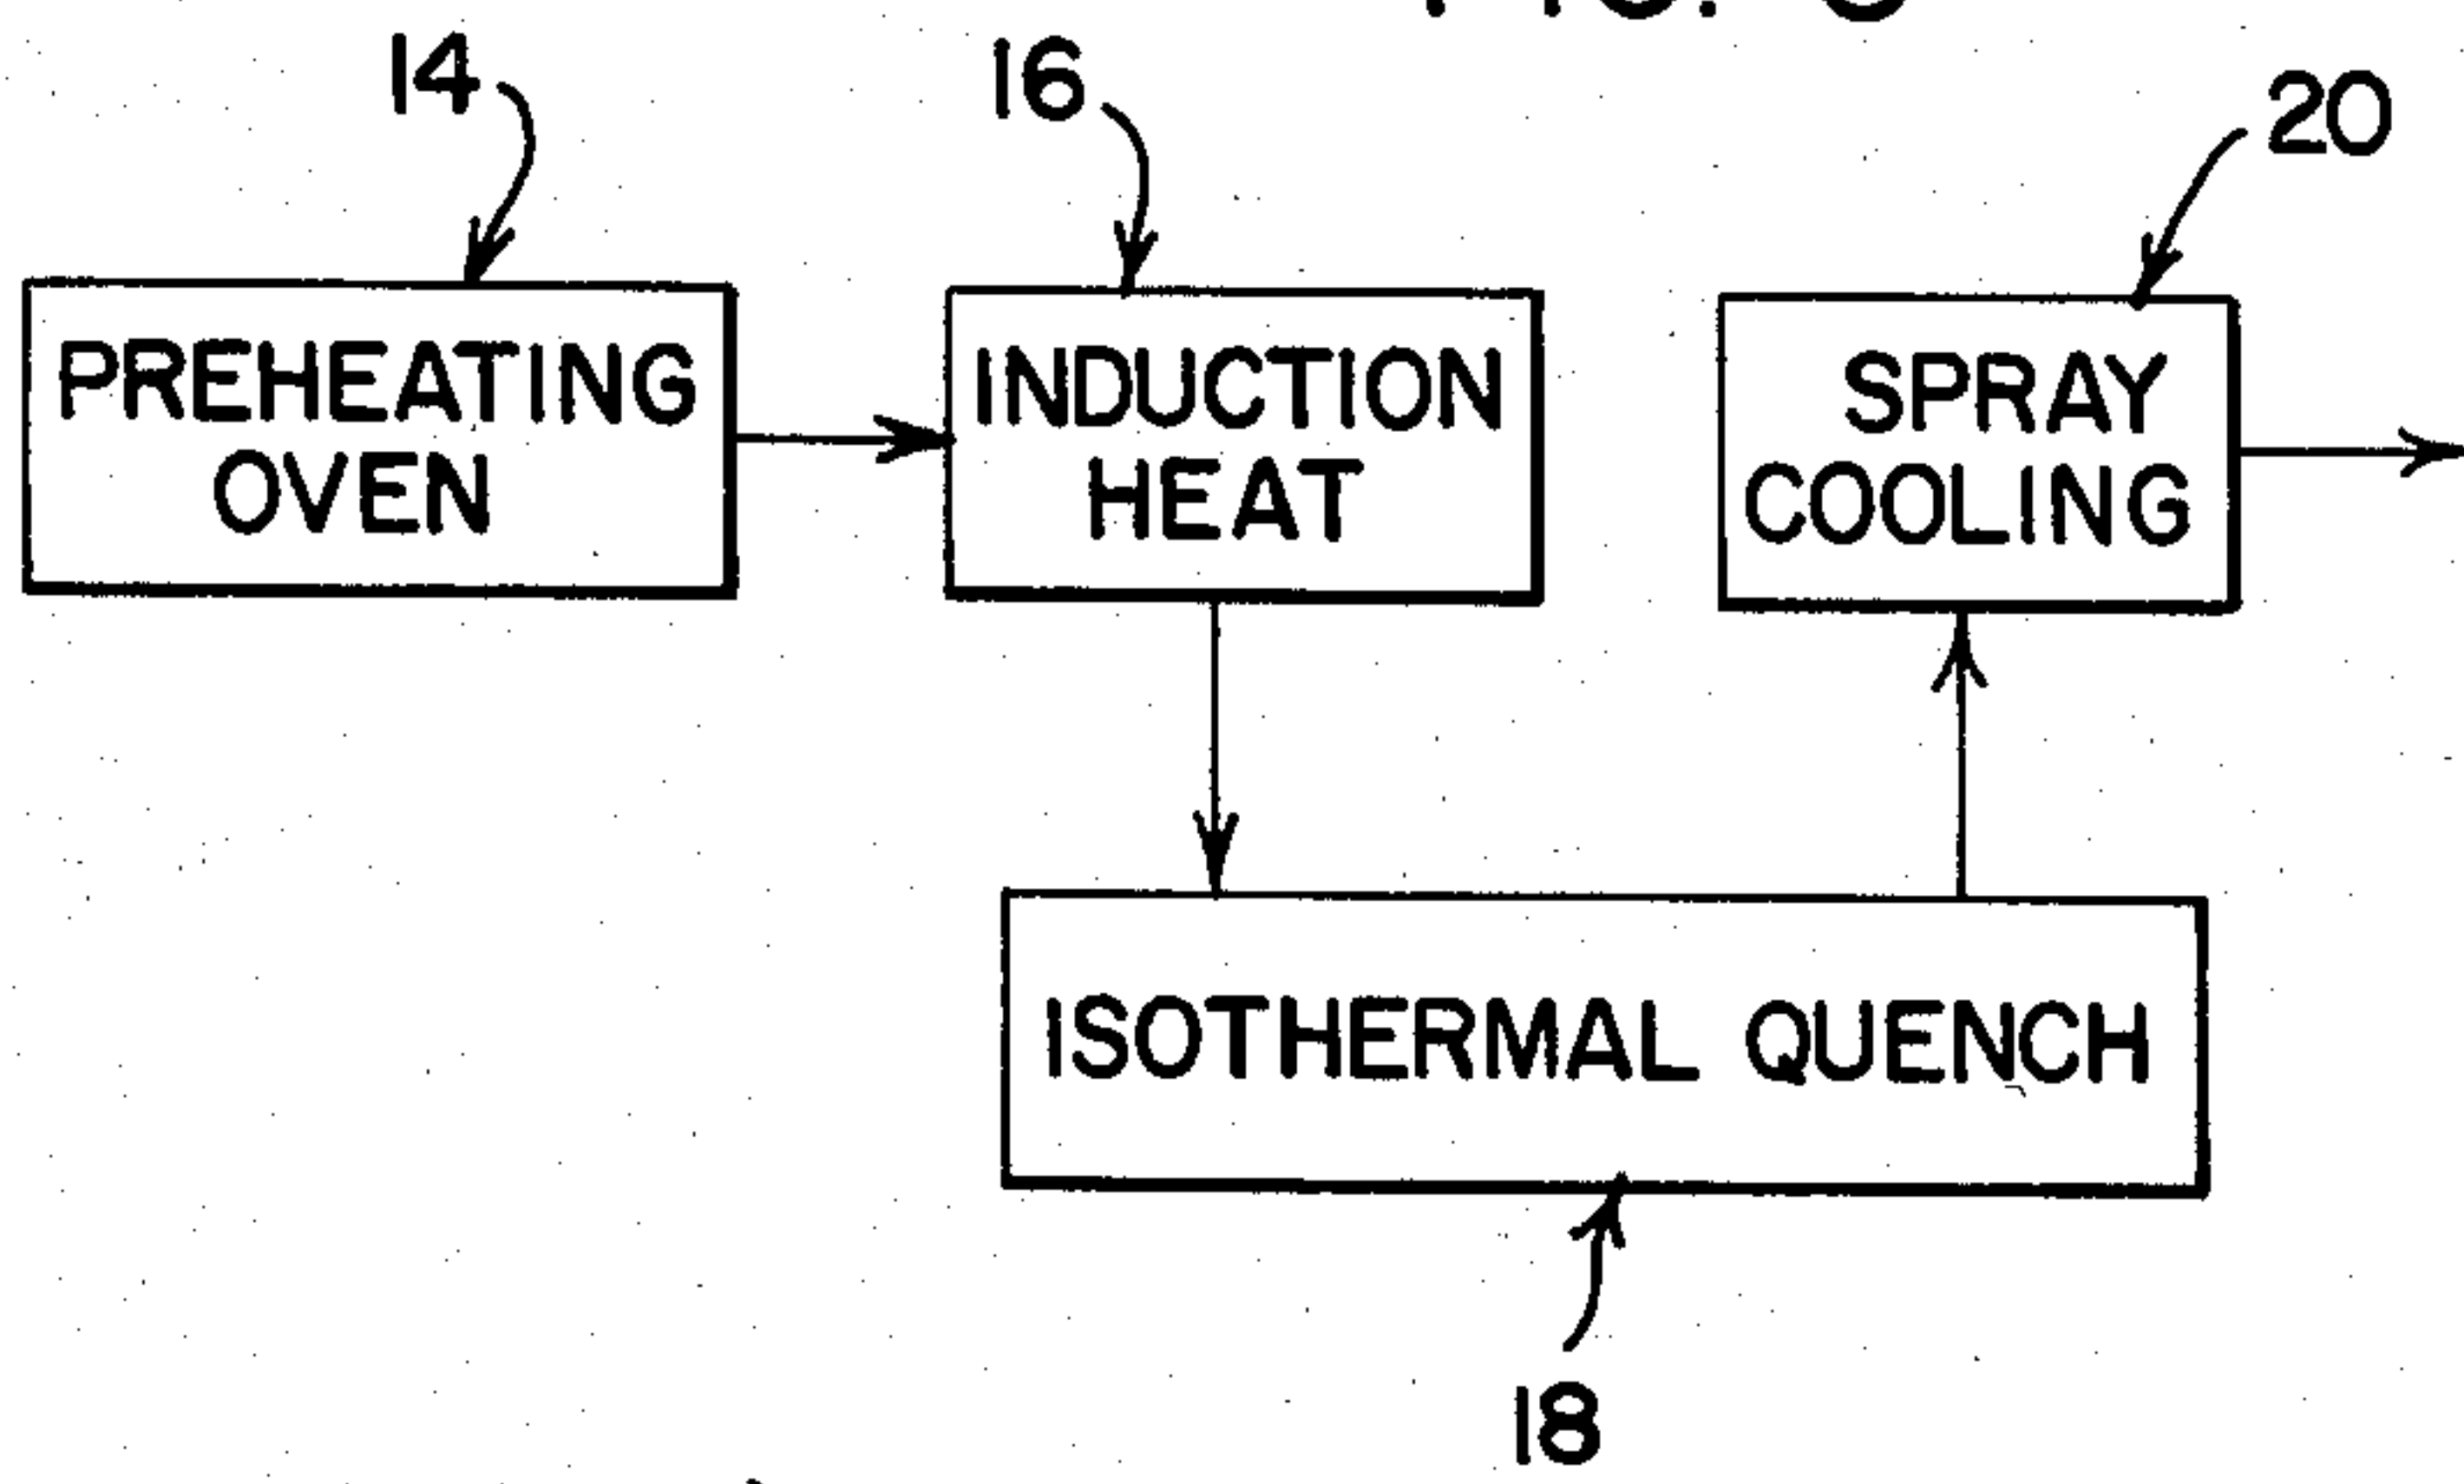 14
16
20
PREHEATING
OVEN
INDUCTION
HEAT
SPRAY
COOLING
ISOTHERMAL QUENCH
18